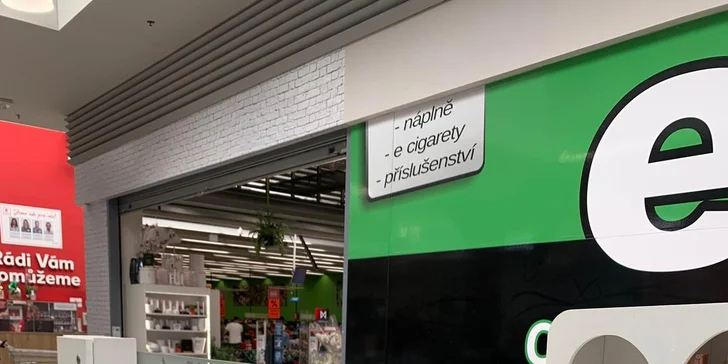 - náplně
- e cigarety
- příslušenství
e
Rádi Vám
pomůžeme